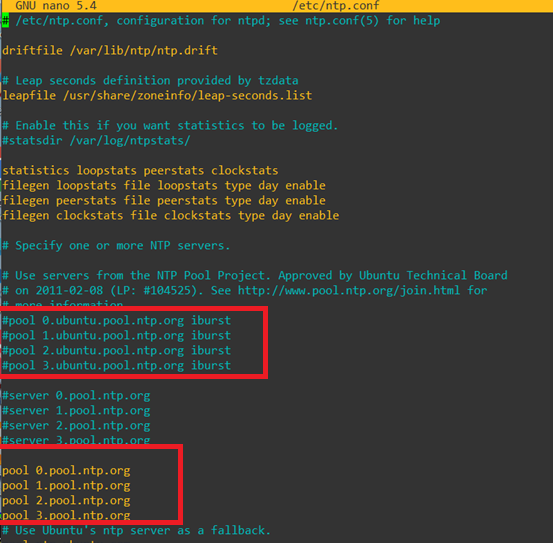 GNU nano 5.4 /etc/ntp.conf
# /etc/ntp.conf, configuration for ntpd; see ntp.conf(5) for help
driftfile /var/lib/ntp/ntp.drift
# Leap seconds definition provided by tzdata
leapfile /usr/share/zoneinfo/leap-seconds.list
# Enable this if you want statistics to be logged.
#statsdir /var/log/ntpstats/
statistics loopstats peerstats clockstats
filegen loopstats file loopstats type day enable
filegen peerstats file peerstats type day enable
filegen clockstats file clockstats type day enable
# Specify one or more NTP servers.
# Use servers from the NTP Pool Project. Approved by Ubuntu Technical Board
# on 2011-02-08 (LP: #104525). See http://www.pool.ntp.org/join.html for
# more information
#pool 0.ubuntu.pool.ntp.org iburst
#pool 1.ubuntu.pool.ntp.org iburst
#pool 2.ubuntu.pool.ntp.org iburst
#pool 3.ubuntu.pool.ntp.org iburst
#server 0.pool.ntp.org
#server 1.pool.ntp.org
#server 2.pool.ntp.org
#server 3.pool.ntp.org
pool 0.pool.ntp.org
pool 1.pool.ntp.org
pool 2.pool.ntp.org
pool 3.pool.ntp.org
# Use Ubuntu's ntp server as a fallback.